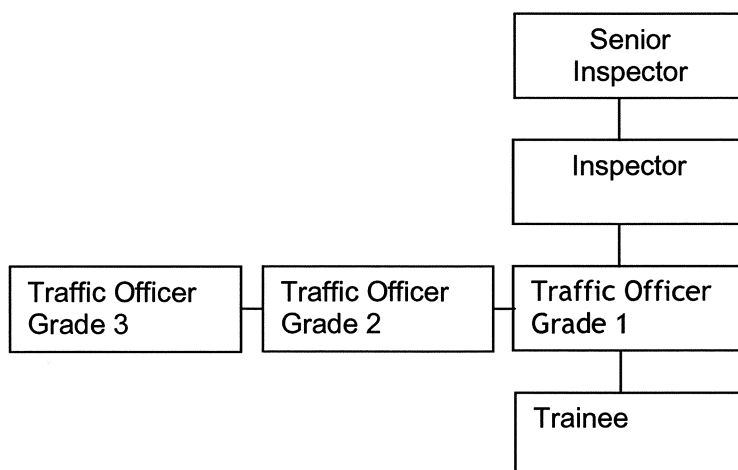 Senior
Inspector
Inspector
Traffic Officer
Grade 3
Traffic Officer
Grade 2
Traffic Officer
Grade 1
Trainee